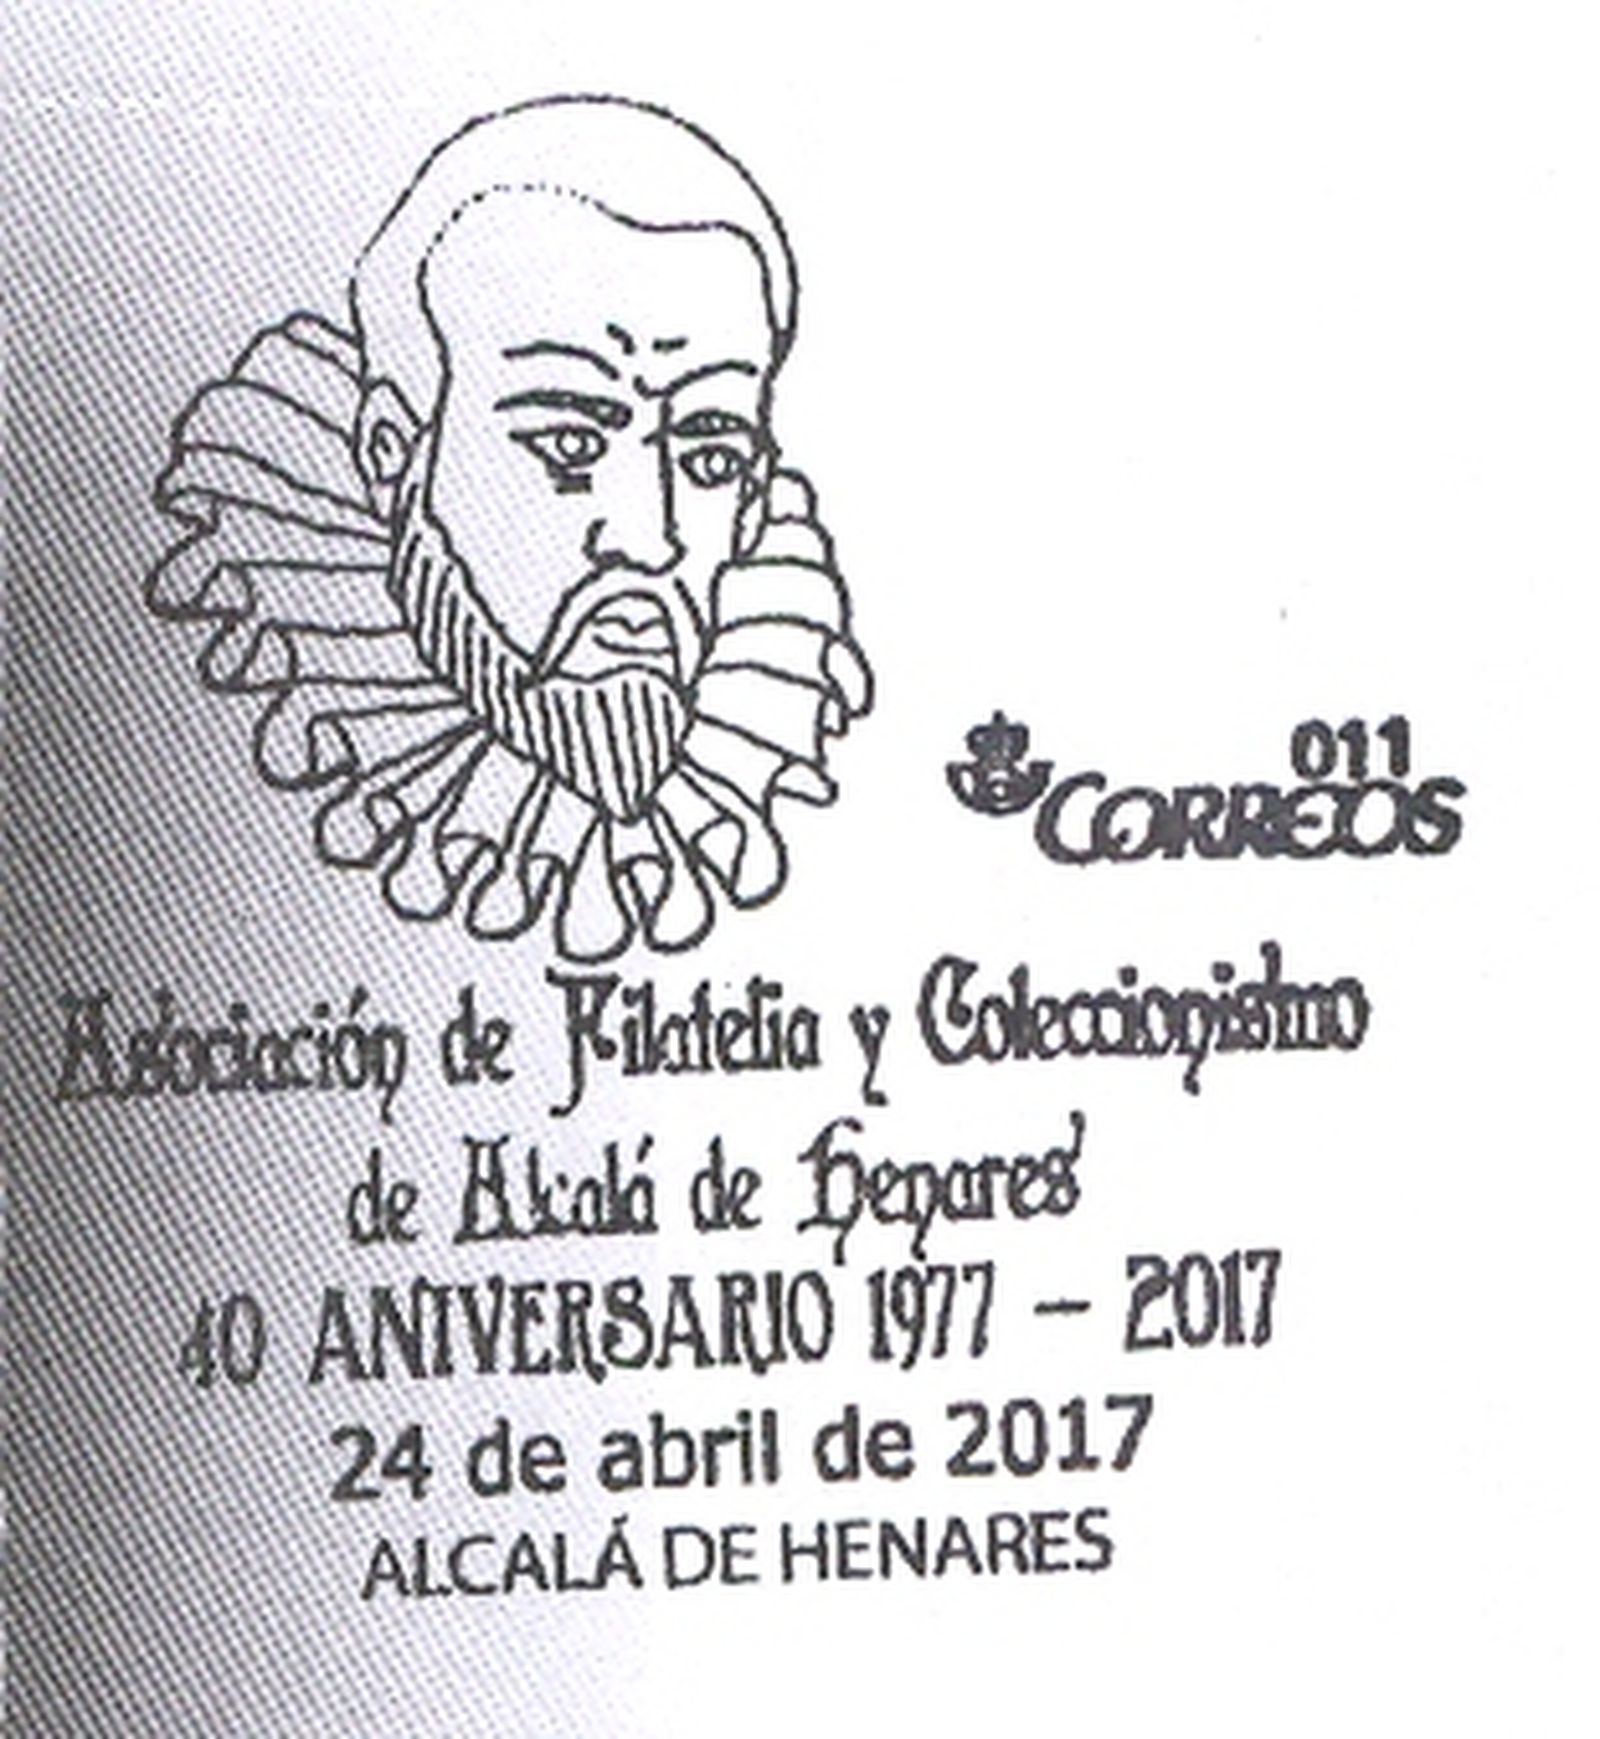 011
CORREOS
Asociación de Filatelia y Coleccionismo
de Alcalá de Henares
40 ANIVERSARIO 1977 - 2017
24 de abril de 2017
ALCALÁ DE HENARES